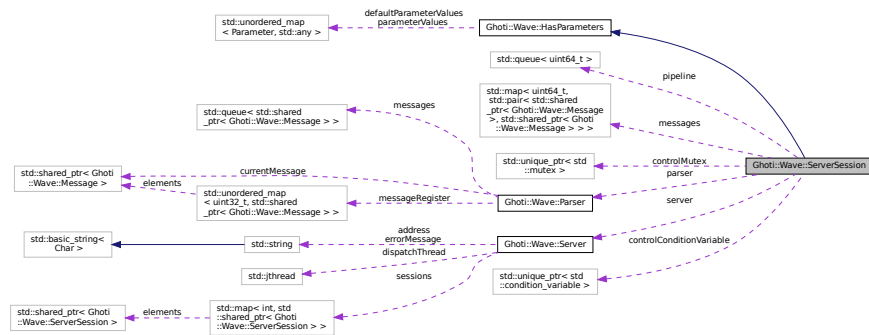 std::unordered_map
< Parameter, std::any >
defaultParameterValues
parameterValues
Ghoti::Wave::HasParameters
std::queue< uint64_t >
pipeline
std::map< uint64_t,
std::pair< std::shared
_ptr< Ghoti::Wave::Message
>, std::shared_ptr< Ghoti
::Wave::Message > > >
messages
std::queue< std::shared
_ptr< Ghoti::Wave::Message > >
messages
std::unique_ptr< std
::mutex >
controlMutex
Ghoti::Wave::ServerSession
std::shared_ptr< Ghoti
::Wave::Message >
currentMessage
elements
std::unordered_map
< uint32_t, std::shared
_ptr< Ghoti::Wave::Message > >
messageRegister
Ghoti::Wave::Parser
parser
server
std::basic_string<
Char >
std::string
address
errorMessage
Ghoti::Wave::Server
controlConditionVariable
dispatchThread
std::jthread
sessions
std::unique_ptr< std
::condition_variable >
std::shared_ptr< Ghoti
::Wave::ServerSession >
elements
std::map< int, std
::shared_ptr< Ghoti
::Wave::ServerSession > >